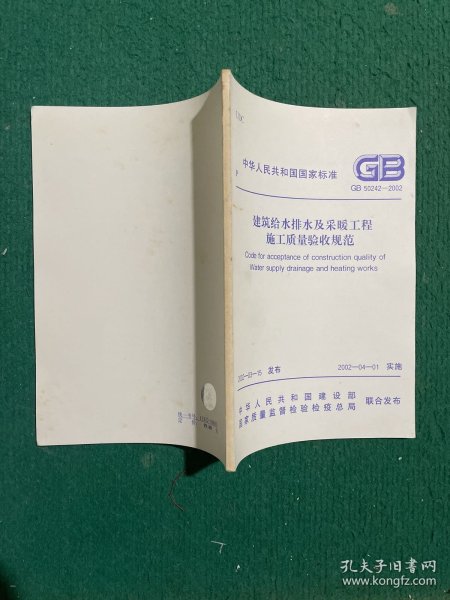 UDC
中华人民共和国国家标准
GB
P
GB 50242—2002
建筑给水排水及采暖工程
施工质量验收规范
Code for acceptance of construction quality of
Water supply drainage and heating works
2002—03—15 发布
2002—04—01 实施
中华人民共和国建设部
国家质量监督检验检疫总局
联合发布
孔夫子旧书网
www.kongfz.com